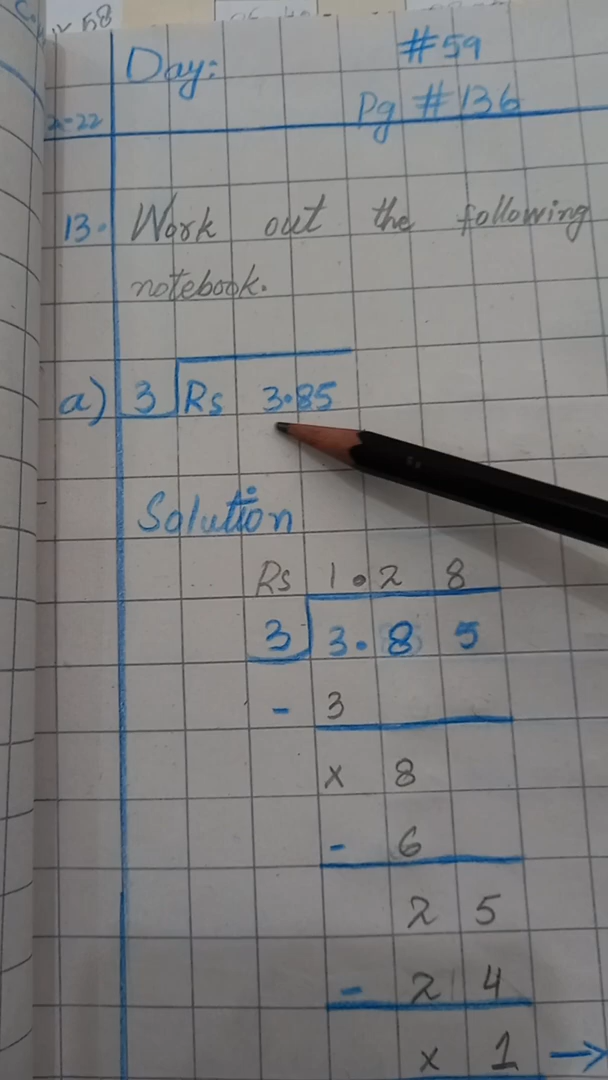 58
Day: #59
Pg #136
13. Work out the following
notebook.
a) 3 Rs 3.85
Solution
Rs 1.2 8
3 3.8 5
- 3
x 8
- 6
2 5
- 2 4
x 1 →